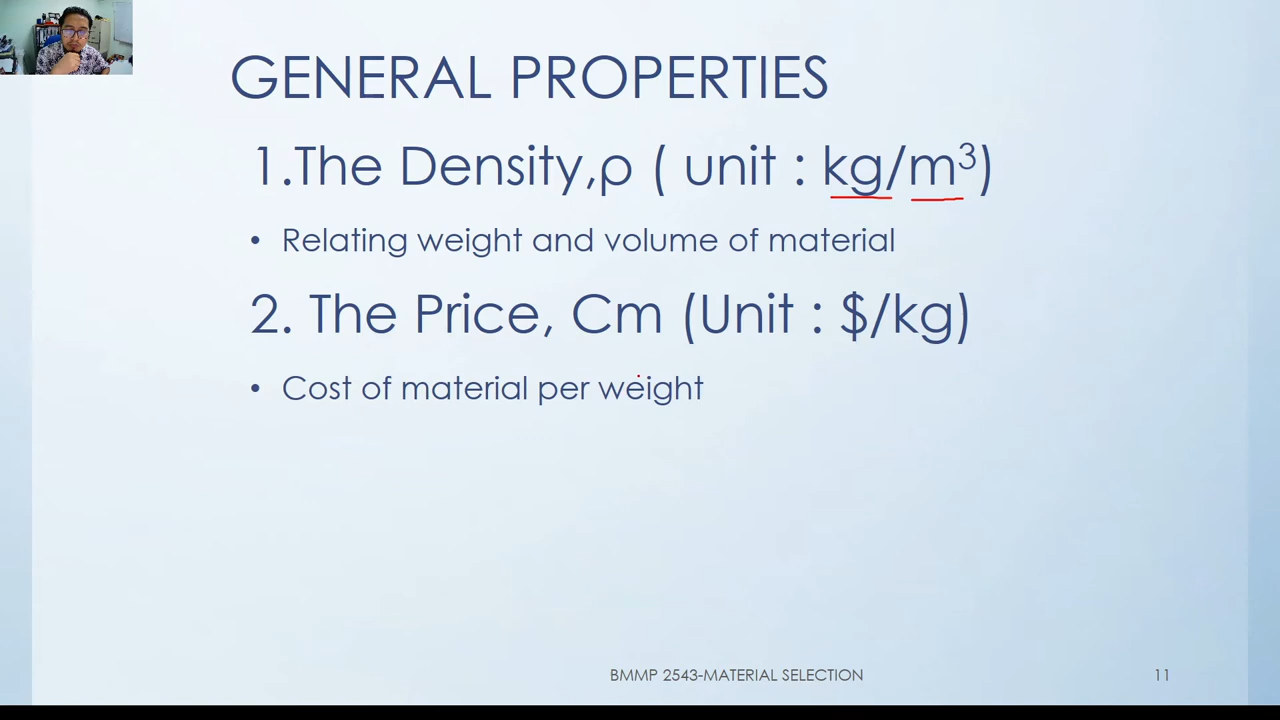 GENERAL PROPERTIES
1.The Density,ρ ( unit : kg/m³)
• Relating weight and volume of material
2. The Price, Cm (Unit : $/kg)
• Cost of material per weight
BMMP 2543-MATERIAL SELECTION
11